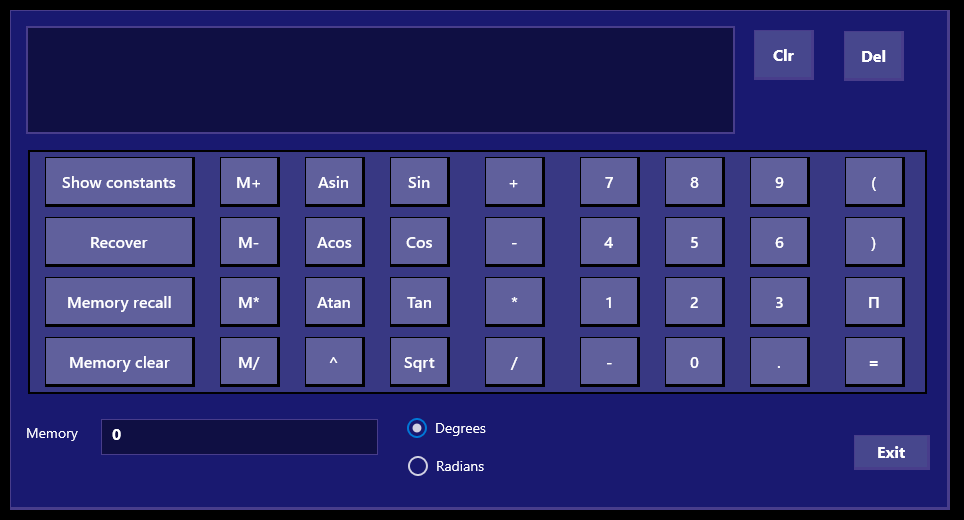 Clr Del
Show constants M+ Asin Sin + 7 8 9 (
Recover M- Acos Cos - 4 5 6 )
Memory recall M* Atan Tan * 1 2 3 Π
Memory clear M/ ^ Sqrt / - 0 . =
Memory 0 Degrees
Radians
Exit